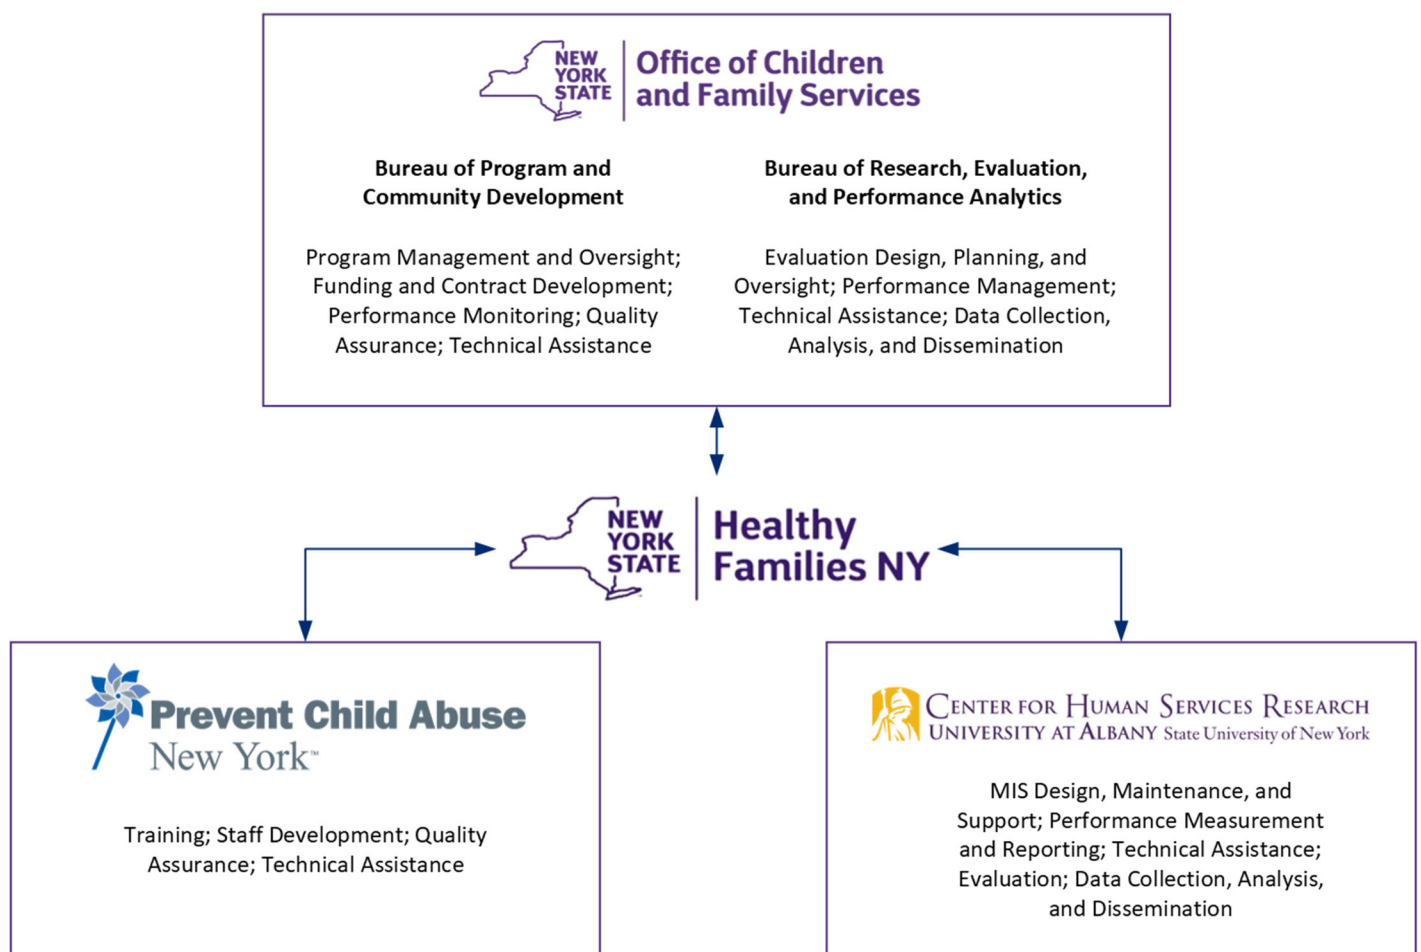 NEW
YORK
STATE
Office of Children
and Family Services
Bureau of Program and
Community Development
Program Management and Oversight;
Funding and Contract Development;
Performance Monitoring; Quality
Assurance; Technical Assistance
Bureau of Research, Evaluation,
and Performance Analytics
Evaluation Design, Planning, and
Oversight; Performance Management;
Technical Assistance; Data Collection,
Analysis, and Dissemination
NEW
YORK
STATE
Healthy
Families NY
Prevent Child Abuse
New York™
Training; Staff Development; Quality
Assurance; Technical Assistance
CENTER FOR HUMAN SERVICES RESEARCH
UNIVERSITY AT ALBANY State University of New York
MIS Design, Maintenance, and
Support; Performance Measurement
and Reporting; Technical Assistance;
Evaluation; Data Collection, Analysis,
and Dissemination